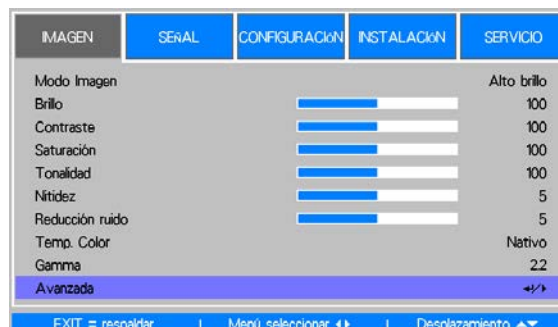 IMAGEN SEñAL CONFIGURACIóN INSTALACIóN SERVICIO
Modo Imagen Alto brillo
Brillo 100
Contraste 100
Saturación 100
Tonalidad 100
Nitidez 5
Reducción ruido 5
Temp. Color Nativo
Gamma 2.2
Avanzada ◄┘/►
EXIT = respaldar | Menú seleccionar ◄► | Desplazamiento ▲▼